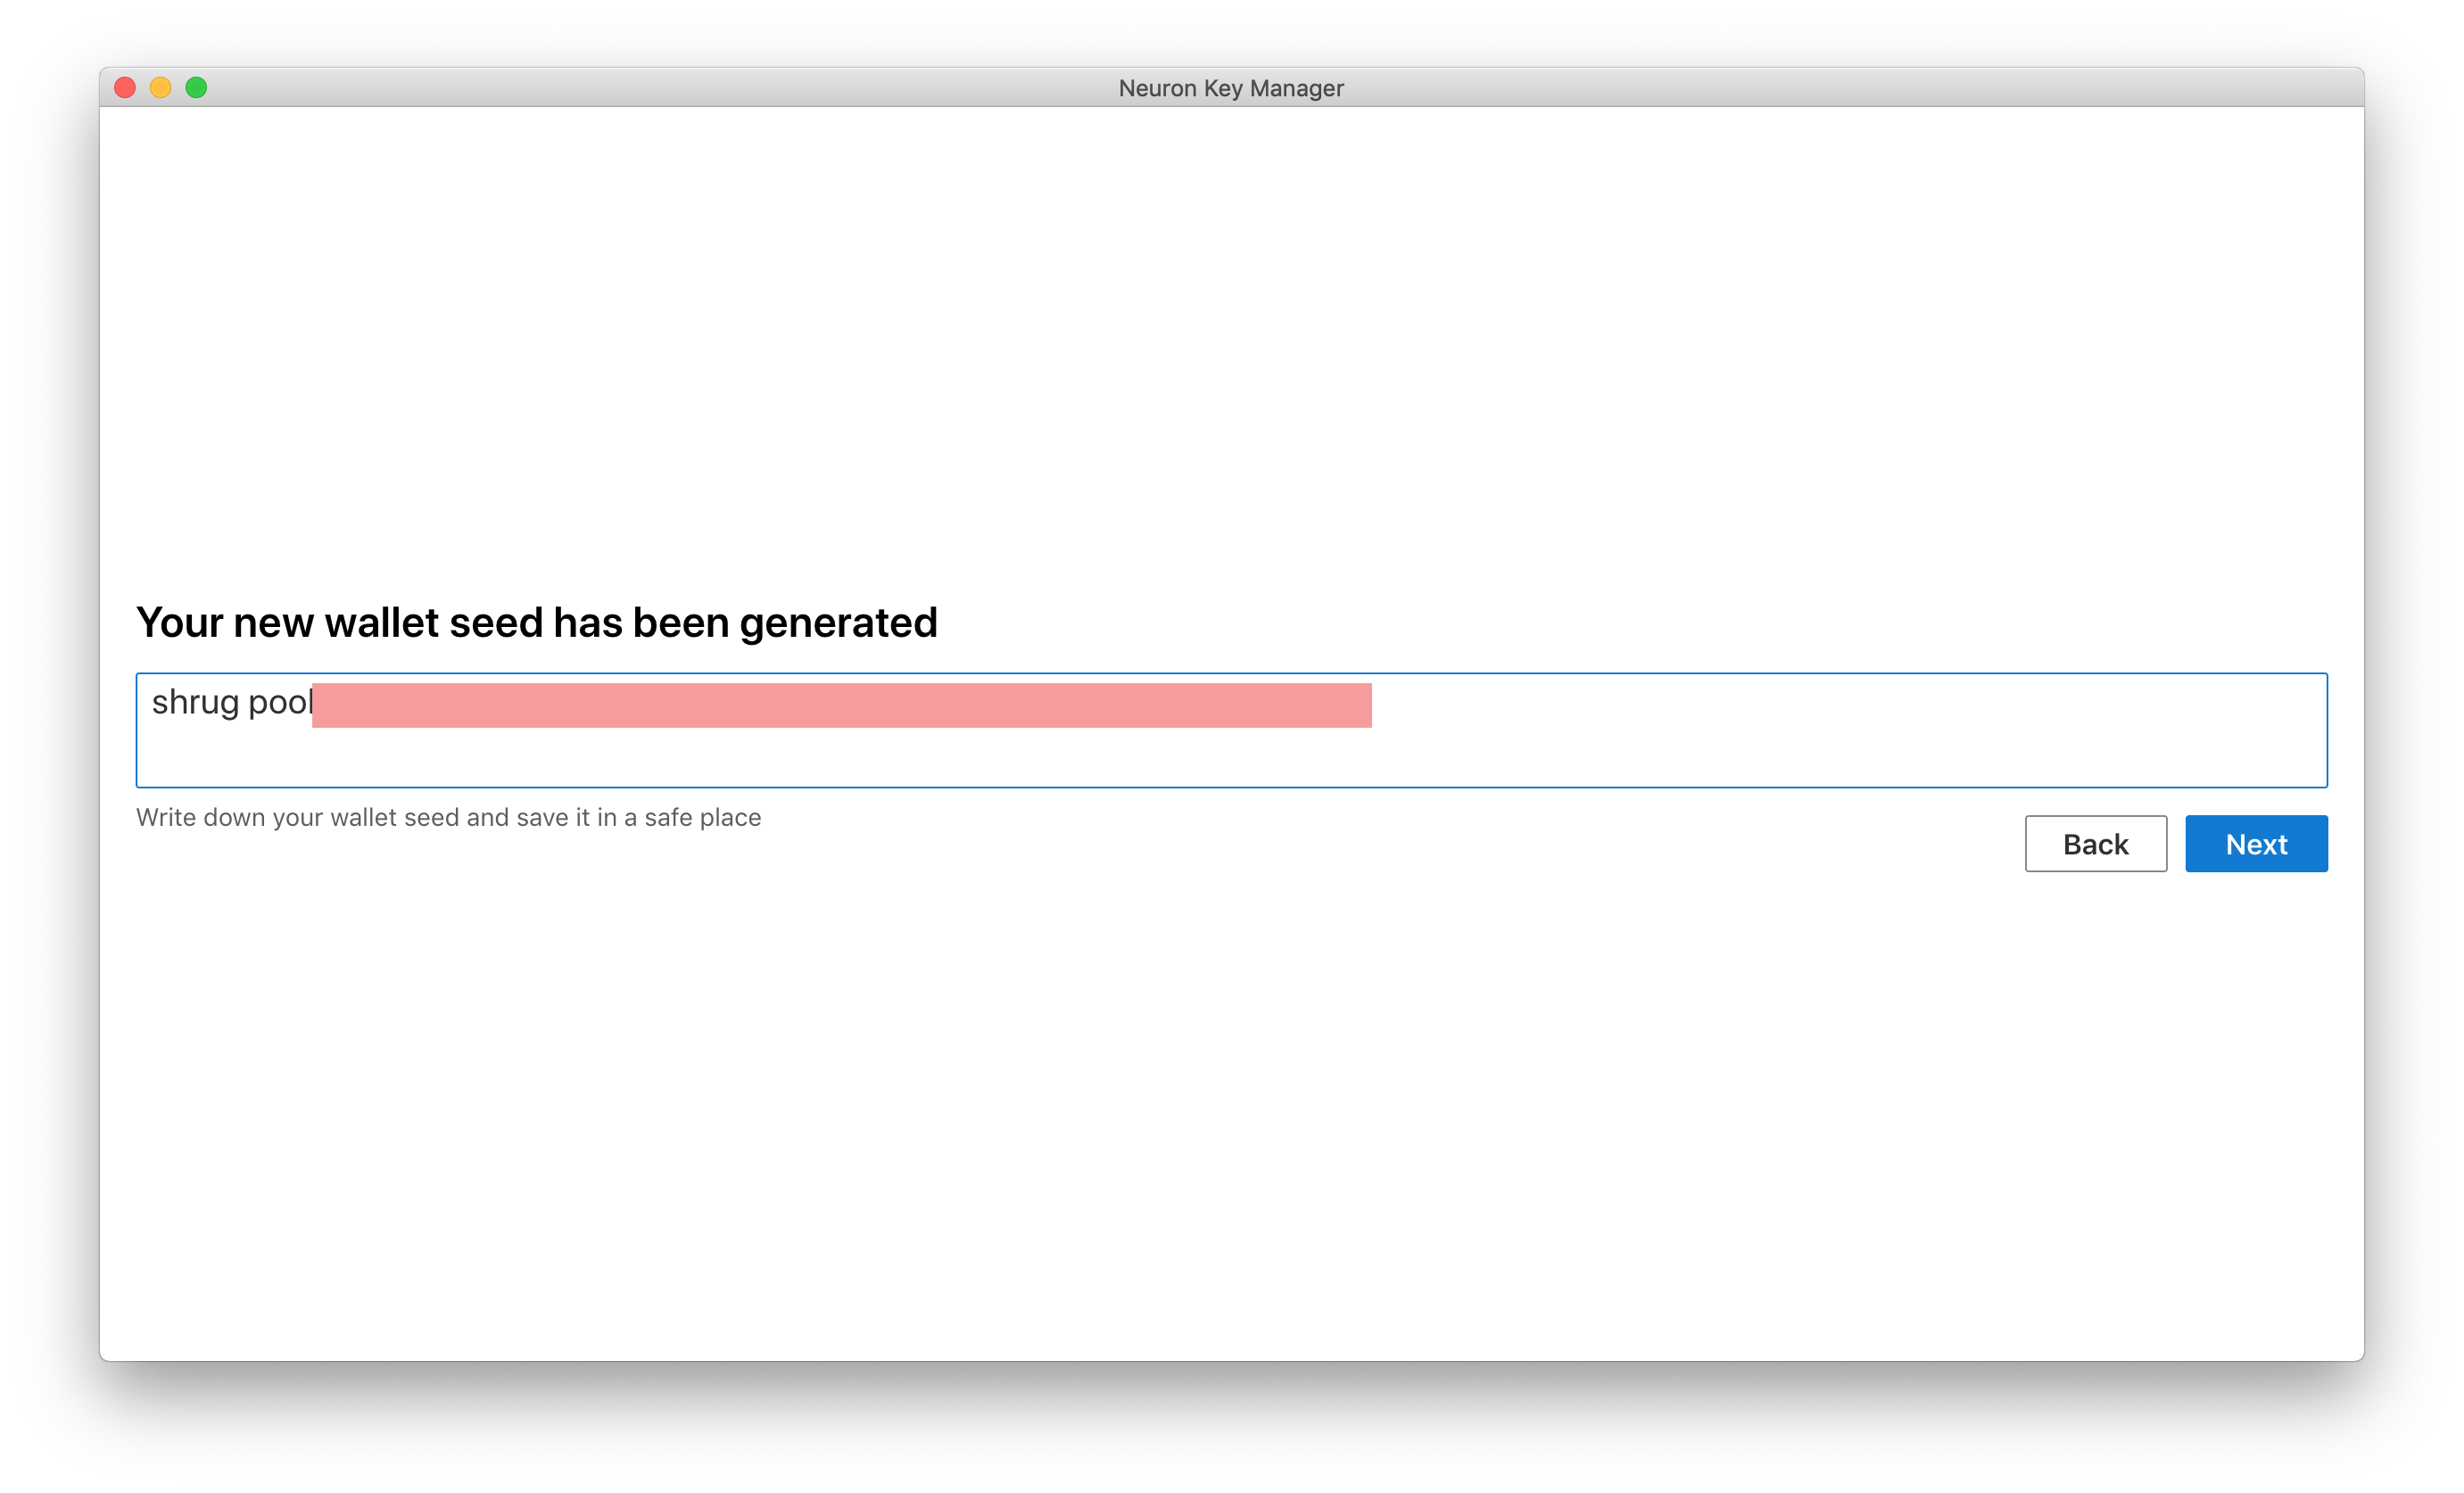 Neuron Key Manager
Your new wallet seed has been generated
shrug pool
Write down your wallet seed and save it in a safe place
Back
Next